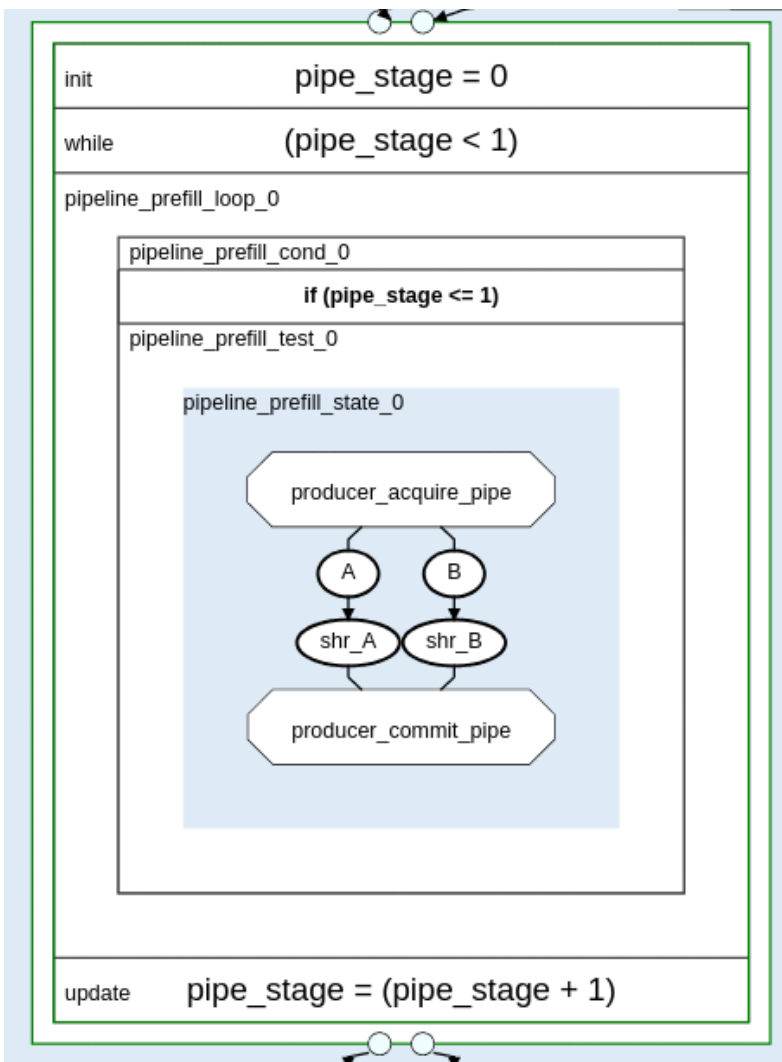 init pipe_stage = 0
while (pipe_stage < 1)
pipeline_prefill_loop_0
pipeline_prefill_cond_0
if (pipe_stage <= 1)
pipeline_prefill_test_0
pipeline_prefill_state_0
producer_acquire_pipe
A B
shr_A shr_B
producer_commit_pipe
update pipe_stage = (pipe_stage + 1)